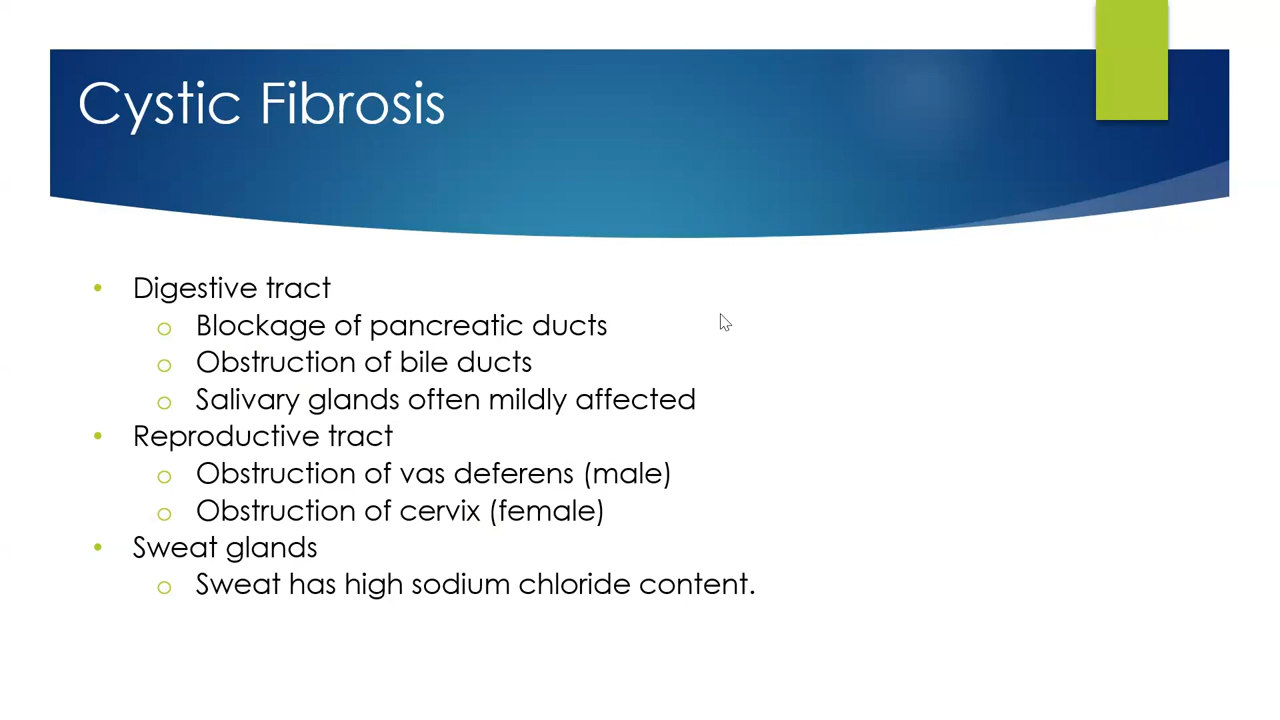 Cystic Fibrosis
• Digestive tract
o Blockage of pancreatic ducts
o Obstruction of bile ducts
o Salivary glands often mildly affected
• Reproductive tract
o Obstruction of vas deferens (male)
o Obstruction of cervix (female)
• Sweat glands
o Sweat has high sodium chloride content.